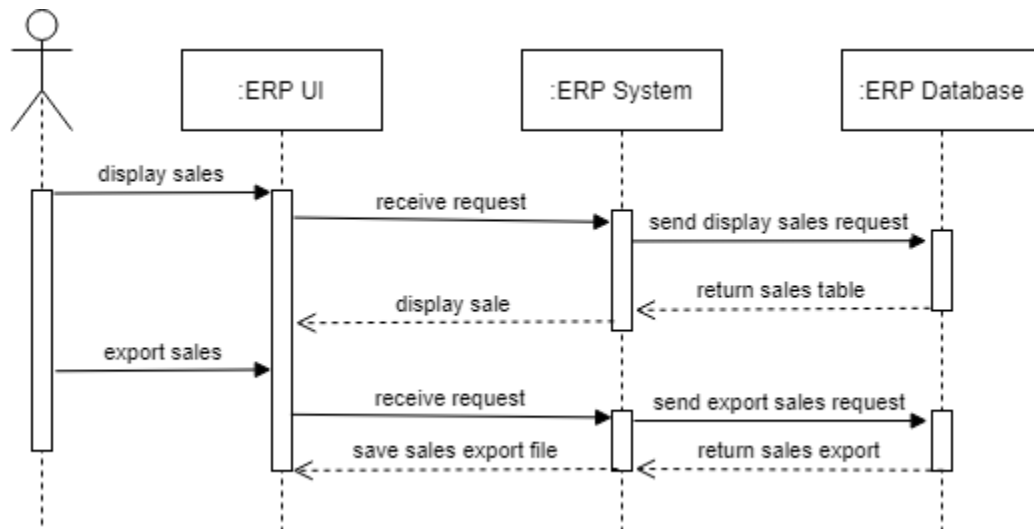 :ERP UI
:ERP System
:ERP Database
display sales
receive request
send display sales request
return sales table
display sale
export sales
receive request
send export sales request
save sales export file
return sales export